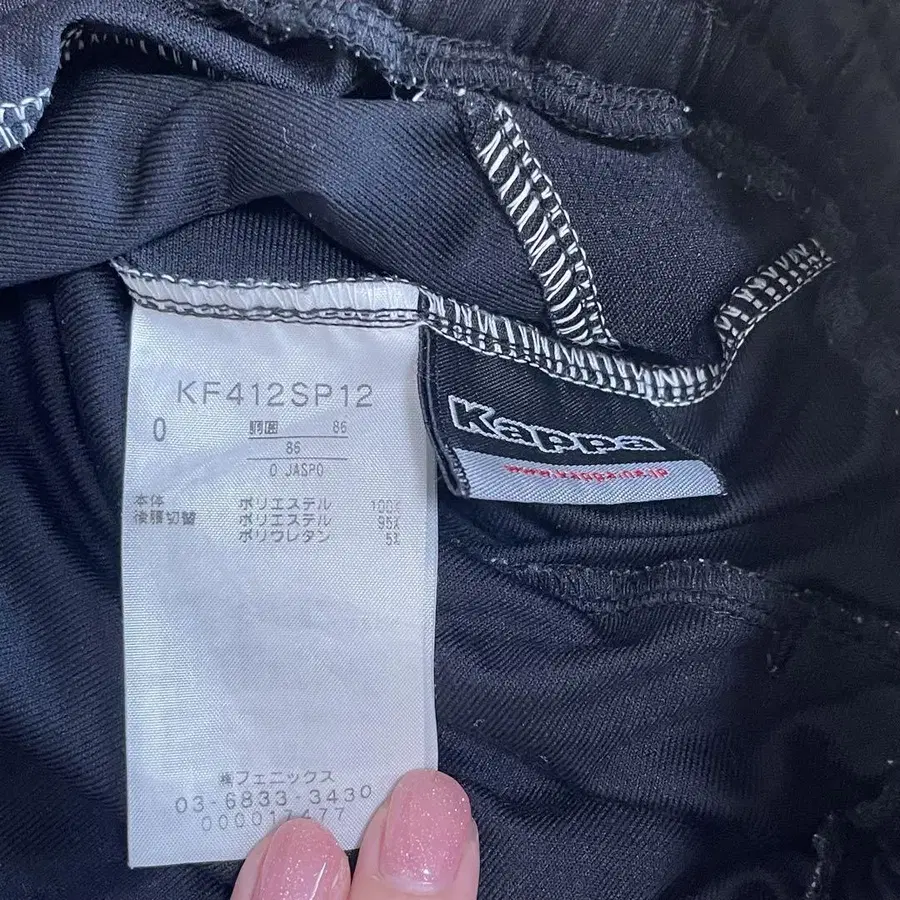 KF412SP12
0 胴囲 86
86
O JASPO
本体 ポリエステル 100%
後腰切替 ポリエステル 95%
ポリウレタン 5%
㈱フェニックス
03-6833-3430
000017477
Kappa